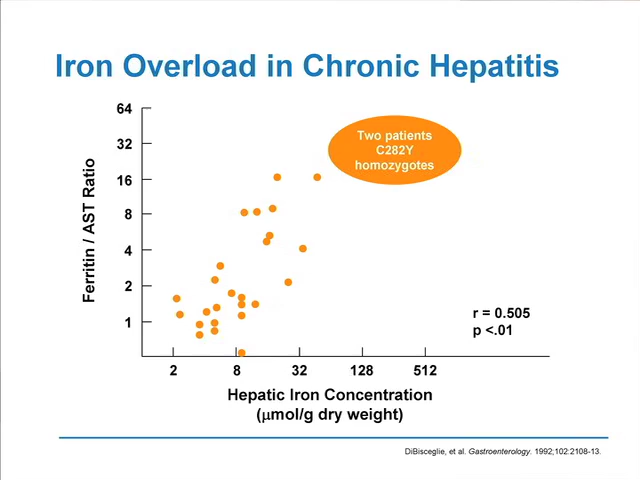 Iron Overload in Chronic Hepatitis
64
32
16
8
4
2
1
Ferritin / AST Ratio
Two patients
C282Y
homozygotes
r = 0.505
p <.01
2 8 32 128 512
Hepatic Iron Concentration
(µmol/g dry weight)
DiBisceglie, et al. Gastroenterology. 1992;102:2108-13.